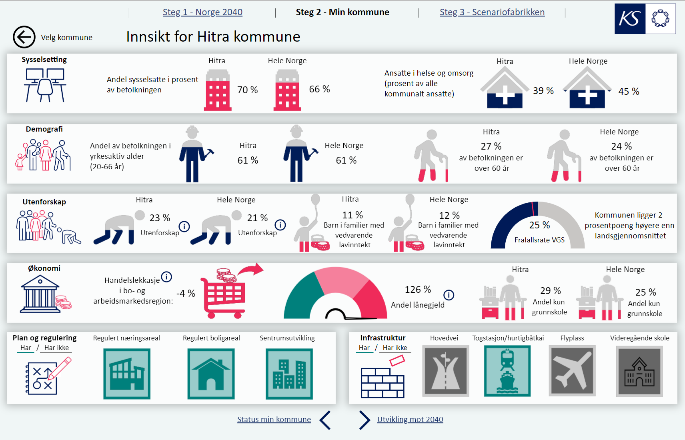 Steg 1 - Norge 2040
Steg 2 - Min kommune
Steg 3 - Scenariofabrikken
KS
Velg kommune
Innsikt for Hitra kommune
Sysselsetting
Andel sysselsatte i prosent
av befolkningen
Hitra
70 %
Hele Norge
66 %
Ansatte i helse og omsorg
(prosent av alle
kommunalt ansatte)
Hitra
39 %
Hele Norge
45 %
Demografi
Andel av befolkningen i
yrkesaktiv alder
(20-66 år)
Hitra
61 %
Hele Norge
61 %
Hitra
27 %
av befolkningen er
over 60 år
Hele Norge
24 %
av befolkningen er
over 60 år
Utenforskap
Hitra
23 %
Utenforskap
Hele Norge
21 %
Utenforskap
Hitra
11 %
Barn i familier med
vedvarende
lavinntekt
Hele Norge
12 %
Barn i familier med
vedvarende
lavinntekt
25 %
Frafallsrate VGS
Kommunen ligger 2
prosentpoeng høyere enn
landsgjennomsnittet
Økonomi
Handelslekkasje
i bo- og
arbeidsmarkedsregion:
-4 %
126 %
Andel lånegjeld
Hitra
29 %
Andel kun
grunnskole
Hele Norge
25 %
Andel kun
grunnskole
Plan og regulering
Har / Har ikke
Regulert næringsareal
Regulert boligareal
Sentrumsutvikling
Infrastruktur
Har / Har ikke
Hovedvei
Togstasjon/hurtigbåtkai
Flyplass
Videregående skole
Status min kommune
Utvikling mot 2040